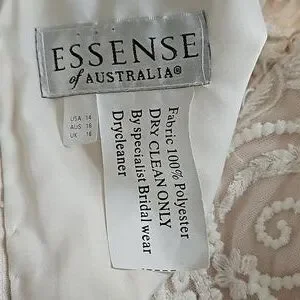 ESSENSE
of AUSTRALIA®
USA 14
AUS 18
UK 16
Fabric 100% Polyester
DRY CLEAN ONLY
By specialist Bridal wear
Drycleaner